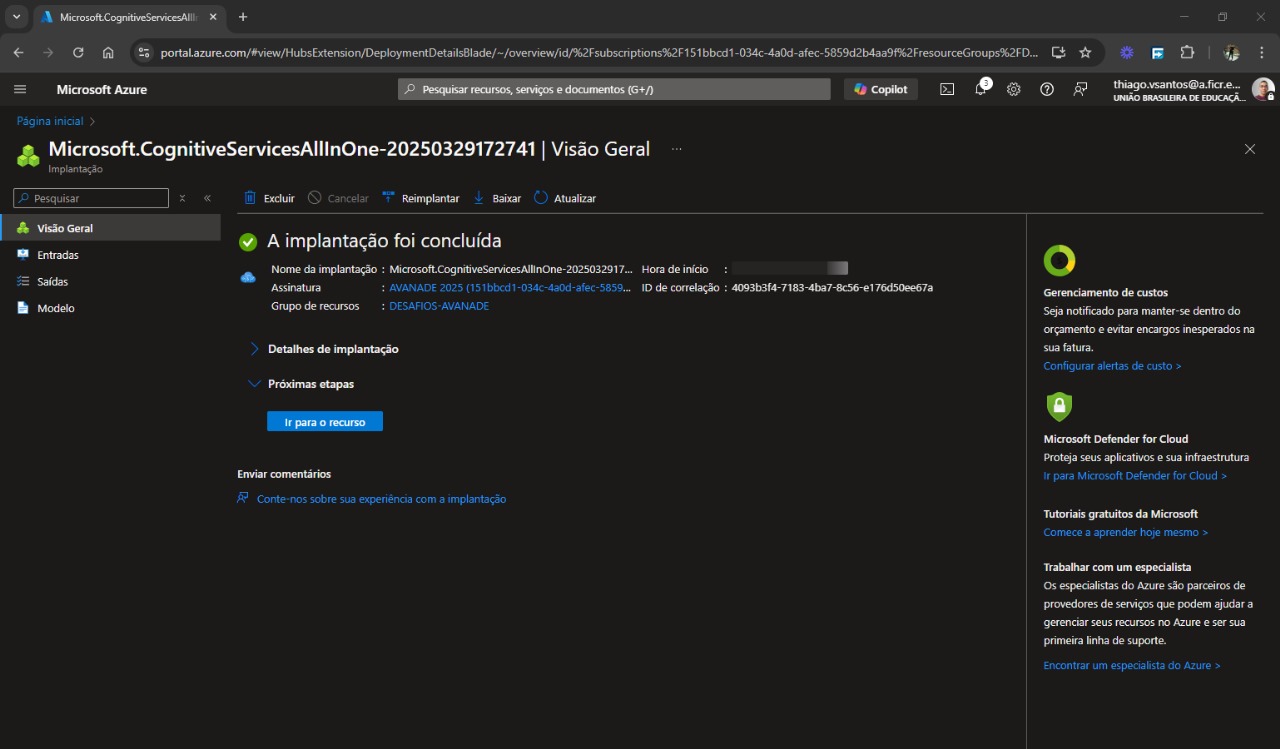 Microsoft.CognitiveServicesAllI
portal.azure.com/#view/HubsExtension/DeploymentDetailsBlade/~/overview/id/%2Fsubscriptions%2F151bbcd1-034c-4a0d-afec-5859d2b4aa9f%2FresourceGroups%2FD...
Microsoft Azure
Pesquisar recursos, serviços e documentos (G+/)
Copilot
3
thiago.vsantos@a.ficr.e...
UNIÃO BRASILEIRA DE EDUCAÇÃ...
Página inicial >
Microsoft.CognitiveServicesAllInOne-20250329172741 | Visão Geral ...
Implantação
Pesquisar
Excluir
Cancelar
Reimplantar
Baixar
Atualizar
Visão Geral
Entradas
Saídas
Modelo
A implantação foi concluída
Nome da implantação : Microsoft.CognitiveServicesAllInOne-2025032917...
Assinatura : AVANADE 2025 (151bbcd1-034c-4a0d-afec-5859...
Grupo de recursos : DESAFIOS-AVANADE
Hora de início :
ID de correlação : 4093b3f4-7183-4ba7-8c56-e176d50ee67a
Detalhes de implantação
Próximas etapas
Ir para o recurso
Enviar comentários
Conte-nos sobre sua experiência com a implantação
Gerenciamento de custos
Seja notificado para manter-se dentro do
orçamento e evitar encargos inesperados na
sua fatura.
Configurar alertas de custo >
Microsoft Defender for Cloud
Proteja seus aplicativos e sua infraestrutura
Ir para Microsoft Defender for Cloud >
Tutoriais gratuitos da Microsoft
Comece a aprender hoje mesmo >
Trabalhar com um especialista
Os especialistas do Azure são parceiros de
provedores de serviços que podem ajudar a
gerenciar seus recursos no Azure e ser sua
primeira linha de suporte.
Encontrar um especialista do Azure >